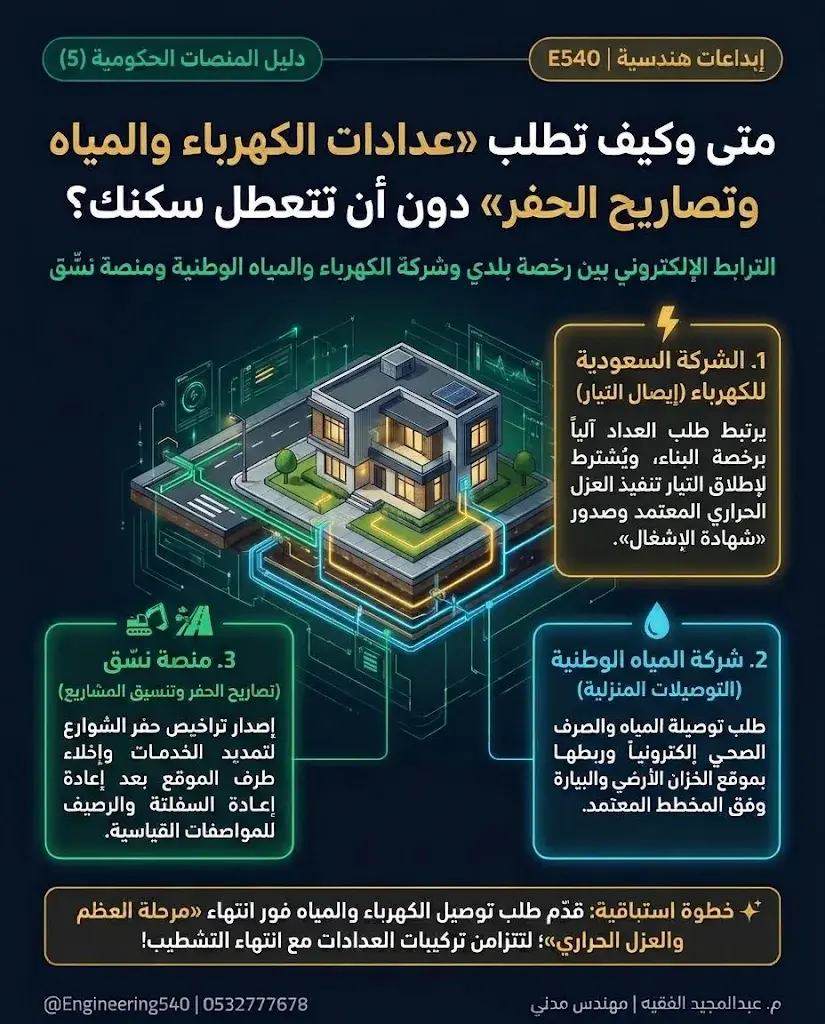 إبداعات هندسية | E540
دليل المنصات الحكومية (5)
متى وكيف تطلب «عدادات الكهرباء والمياه
وتصاريح الحفر» دون أن تتعطل سكنك؟
الترابط الإلكتروني بين رخصة بلدي وشركة الكهرباء والمياه الوطنية ومنصة نسّق
1. الشركة السعودية
للكهرباء (إيصال التيار)
يرتبط طلب العداد آلياً
برخصة البناء، ويُشترط
لإطلاق التيار تنفيذ العزل
الحراري المعتمد وصدور
«شهادة الإشغال».
2. شركة المياه الوطنية
(التوصيلات المنزلية)
طلب توصيلة المياه والصرف
الصحي إلكترونياً وربطها
بموقع الخزان الأرضي والبيارة
وفق المخطط المعتمد.
3. منصة نسّق
(تصاريح الحفر وتنسيق المشاريع)
إصدار تراخيص حفر الشوارع
لتمديد الخدمات وإخلاء
طرف الموقع بعد إعادة
إعادة السفلتة والرصيف
للمواصفات القياسية.
خطوة استباقية: قدّم طلب توصيل الكهرباء والمياه فور انتهاء «مرحلة العظم
والعزل الحراري»؛ لتتزامن تركيبات العدادات مع انتهاء التشطيب!
م. عبدالمجيد الفقيه | مهندس مدني
@Engineering540 | 0532777678